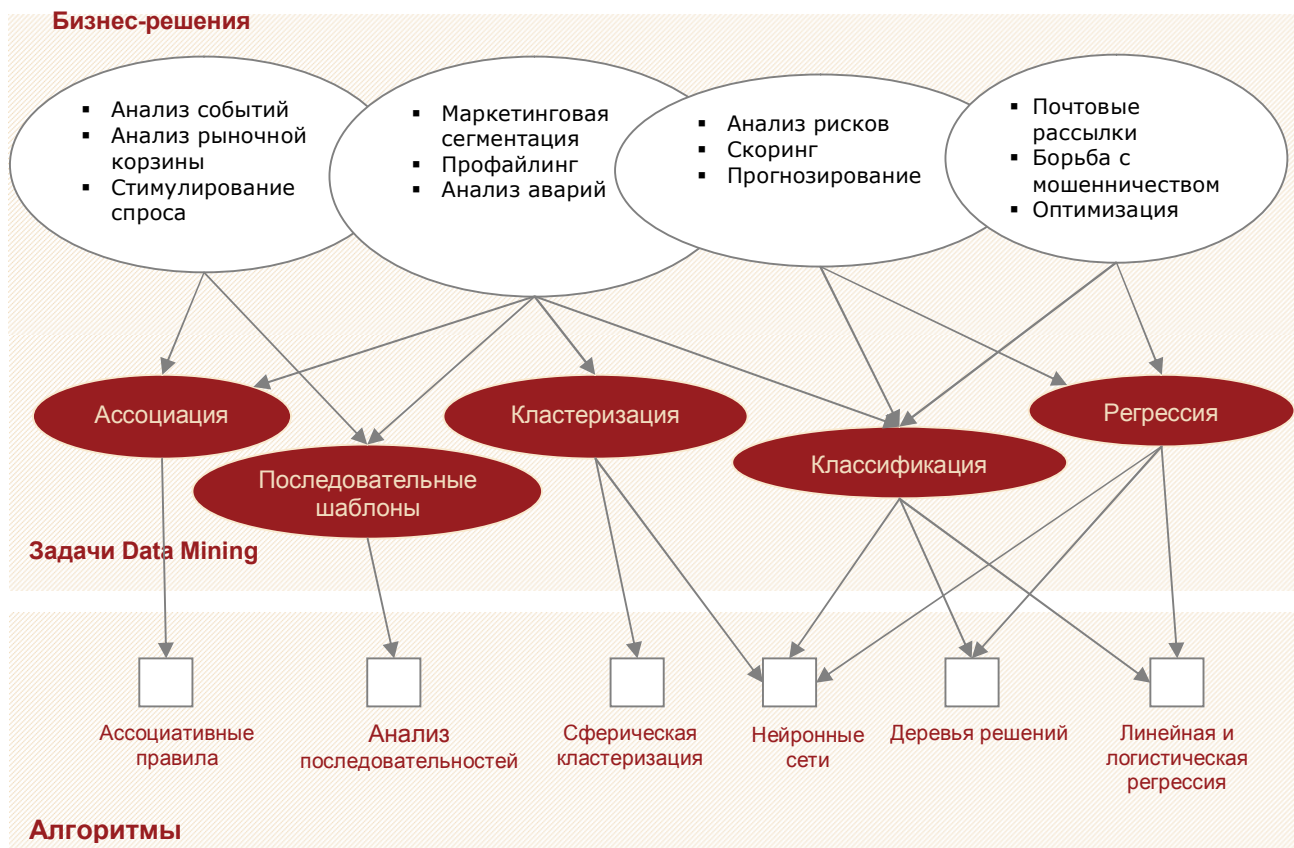 Бизнес-решения
▪ Анализ событий
▪ Анализ рыночной
корзины
▪ Стимулирование
спроса
▪ Маркетинговая
сегментация
▪ Профайлинг
▪ Анализ аварий
▪ Анализ рисков
▪ Скоринг
▪ Прогнозирование
▪ Почтовые
рассылки
▪ Борьба с
мошенничеством
▪ Оптимизация
Ассоциация
Последовательные
шаблоны
Кластеризация
Классификация
Регрессия
Задачи Data Mining
Ассоциативные
правила
Анализ
последовательностей
Сферическая
кластеризация
Нейронные
сети
Деревья решений
Линейная и
логистическая
регрессия
Алгоритмы